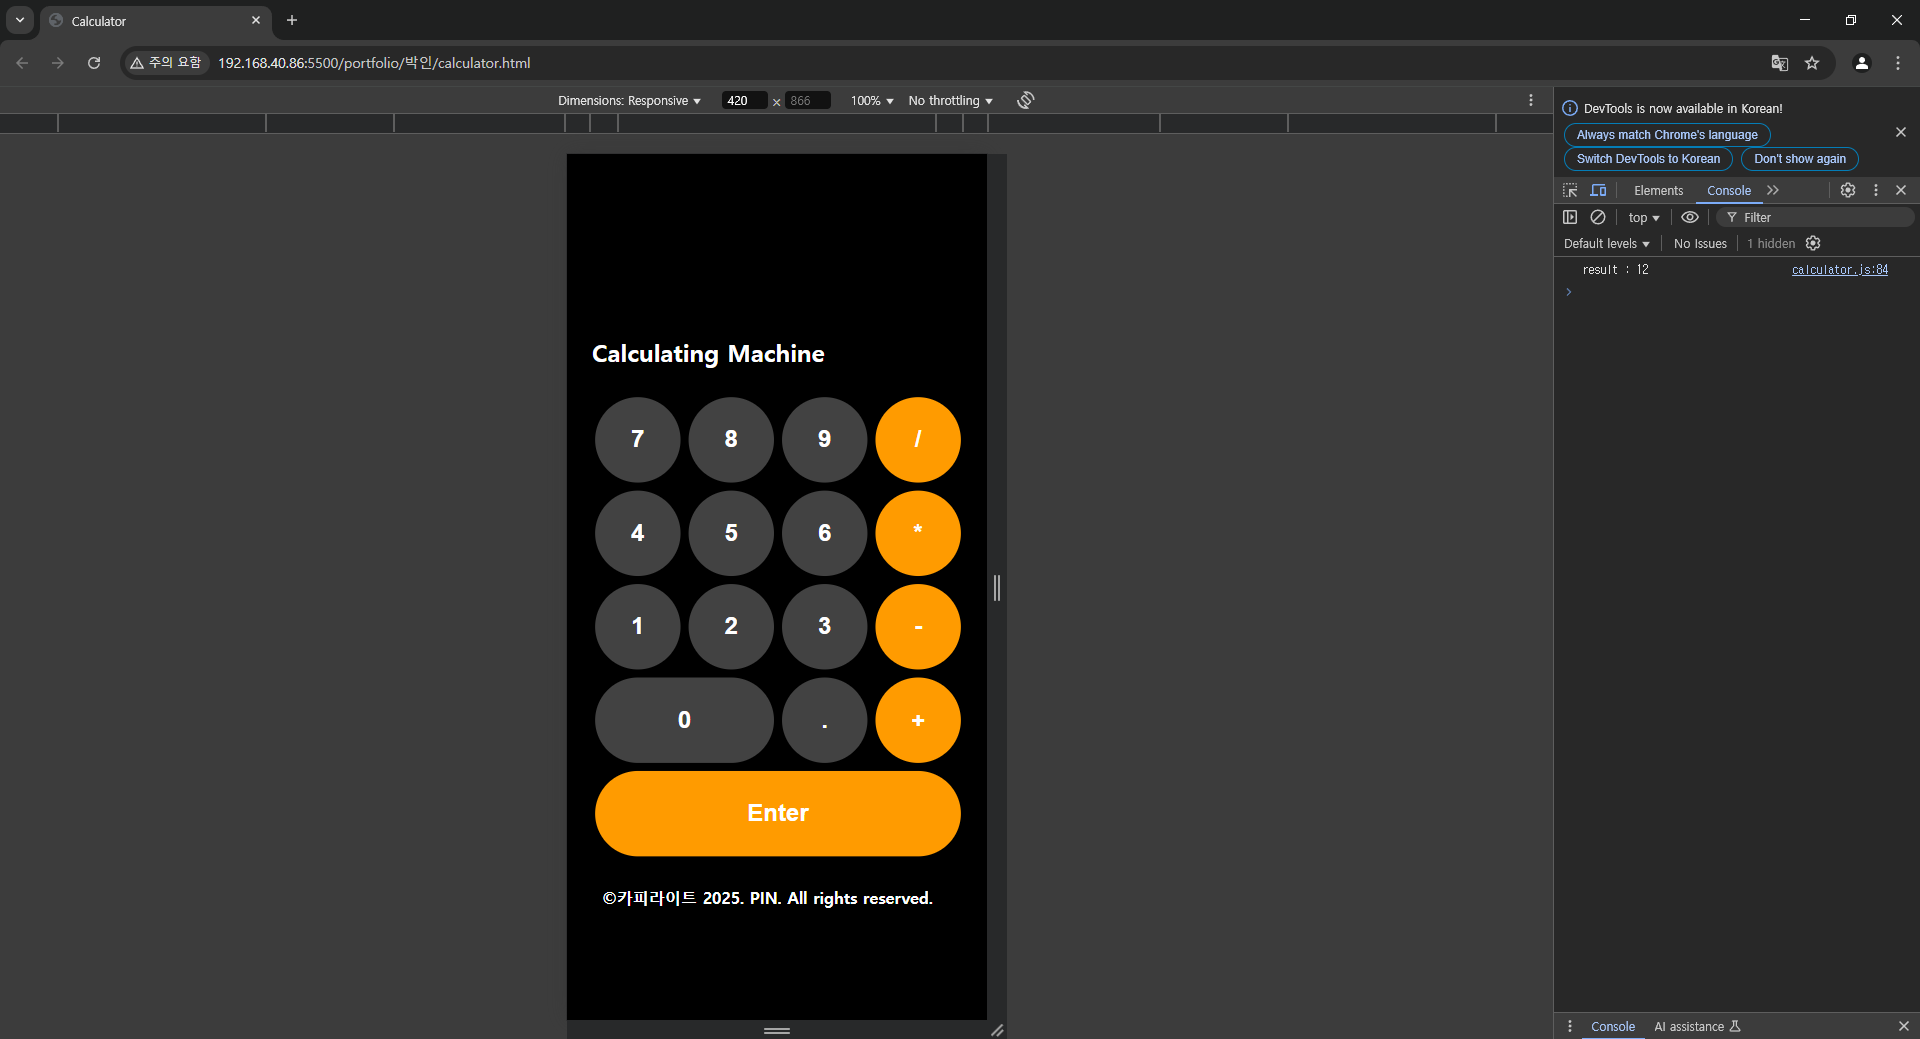 Calculator
주의 요함
192.168.40.86:5500/portfolio/박인/calculator.html
Dimensions: Responsive 420 x 866 100% No throttling
DevTools is now available in Korean!
Always match Chrome's language
Switch DevTools to Korean Don't show again
Elements Console
top Filter
Default levels No Issues 1 hidden
result : 12 calculator.js:84
Calculating Machine
7 8 9 /
4 5 6 *
1 2 3 -
0 . +
Enter
©카피라이트 2025. PIN. All rights reserved.
Console AI assistance